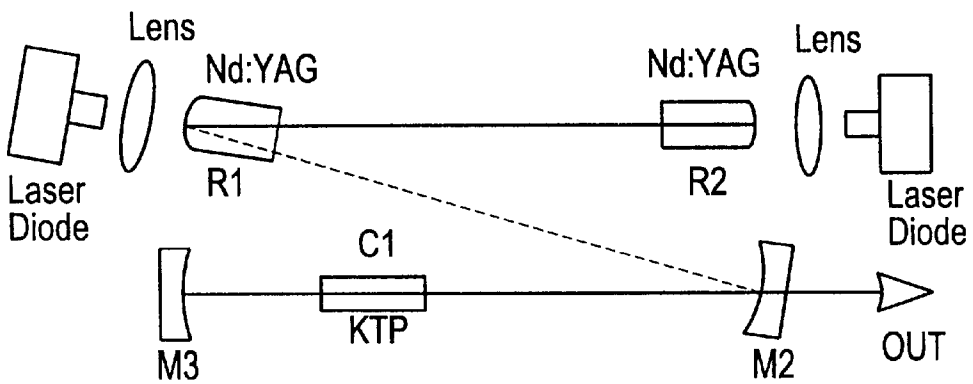 Lens
Nd:YAG
Nd:YAG
Lens
Laser
Diode
R1
R2
Laser
Diode
C1
KTP
M3
M2
OUT